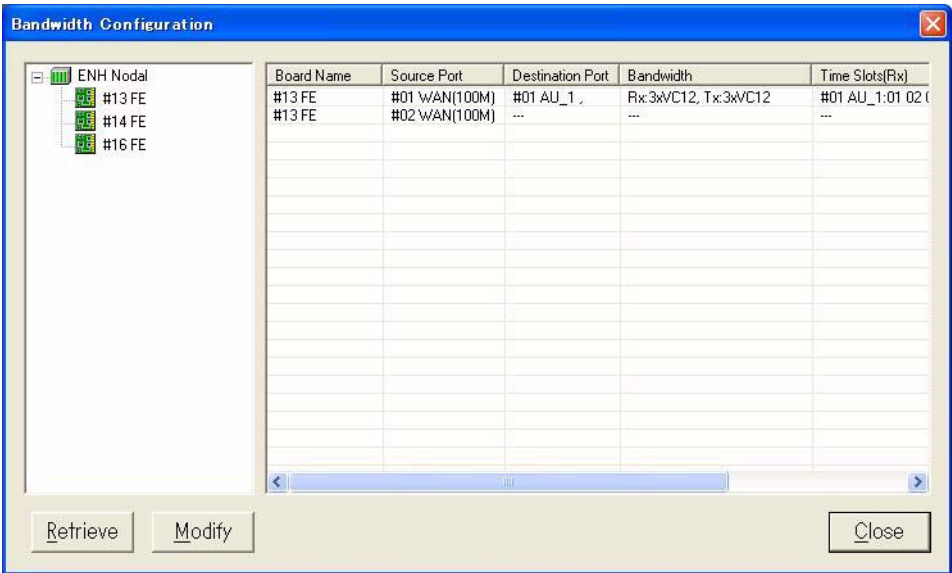 Bandwidth Configuration
ENH Nodal
#13 FE
#14 FE
#16 FE
Board Name Source Port Destination Port Bandwidth Time Slots(Rx)
#13 FE #01 WAN(100M) #01 AU_1 , Rx:3xVC12, Tx:3xVC12 #01 AU_1:01 02
#13 FE #02 WAN(100M) --- --- ---
Retrieve Modify Close